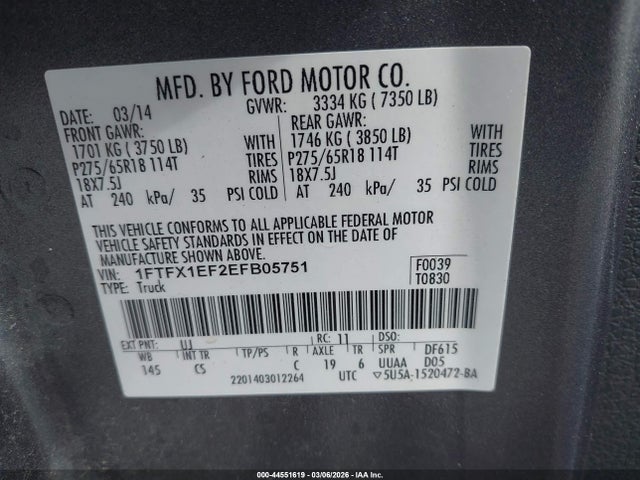 MFD. BY FORD MOTOR CO.
DATE: 03/14 GVWR: 3334 KG ( 7350 LB)
FRONT GAWR: REAR GAWR:
1701 KG ( 3750 LB) WITH 1746 KG ( 3850 LB) WITH
P275/65R18 114T TIRES P275/65R18 114T TIRES
18X7.5J RIMS 18X7.5J RIMS
AT 240 kPa/ 35 PSI COLD AT 240 kPa/ 35 PSI COLD
THIS VEHICLE CONFORMS TO ALL APPLICABLE FEDERAL MOTOR
VEHICLE SAFETY STANDARDS IN EFFECT ON THE DATE OF
MANUFACTURE SHOWN ABOVE.
VIN: 1FTFX1EF2EFB05751 F0039
TYPE: Truck T0830
EXT PNT: UJ RC: 11 DSO:
WB INT TR TP/PS R AXLE TR SPR DF615
145 CS C 19 6 UUAA D05
2201403012264 UTC 5U5A-1520472-BA
000-44551619 | 03/06/2026 | IAA Inc.